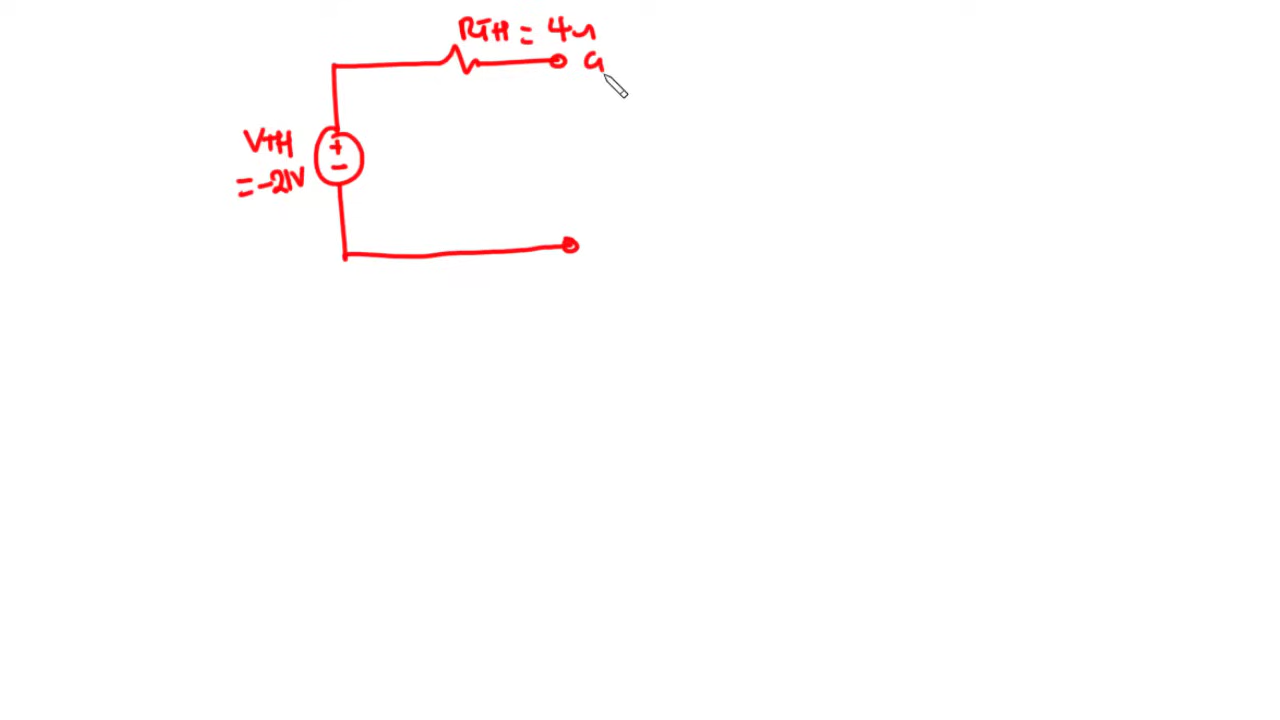 RTH = 4Ω
a
VTH
+
= -21V
-